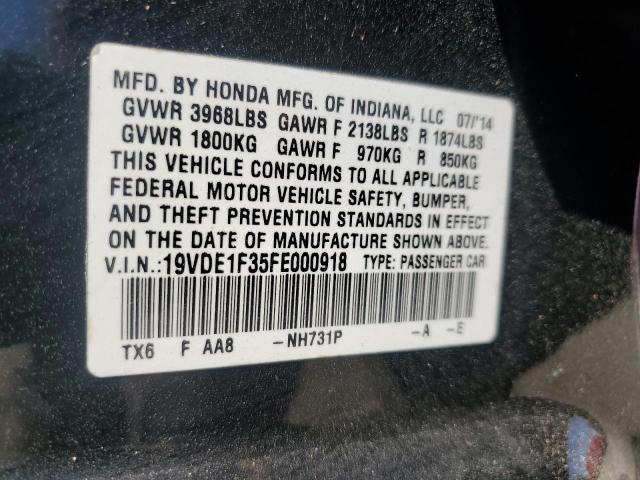 MFD. BY HONDA MFG. OF INDIANA, LLC 07/'14
GVWR 3968LBS GAWR F 2138LBS R 1874LBS
GVWR 1800KG GAWR F 970KG R 850KG
THIS VEHICLE CONFORMS TO ALL APPLICABLE
FEDERAL MOTOR VEHICLE SAFETY, BUMPER,
AND THEFT PREVENTION STANDARDS IN EFFECT
ON THE DATE OF MANUFACTURE SHOWN ABOVE.
V.I.N.:19VDE1F35FE000918 TYPE: PASSENGER CAR
TX6 F AA8 -NH731P -A -E